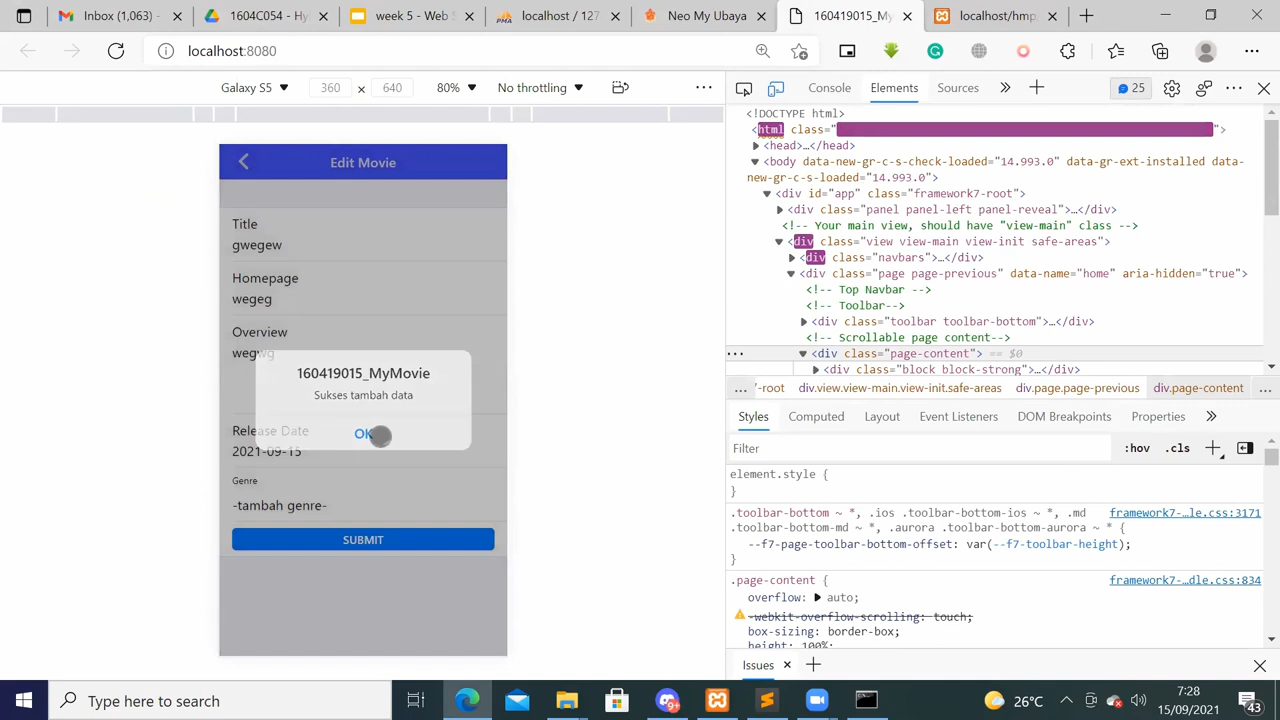 Inbox (1,063)
1604C054 - Hy
week 5 - Web S
localhost / 127
Neo My Ubaya
160419015_My
localhost/hmp
localhost:8080
Galaxy S5 ▼ 360 x 640 80% ▼ No throttling ▼
Edit Movie
Title
gwegew
Homepage
wegeg
Overview
wegwg
160419015_MyMovie
Sukses tambah data
OK
Release Date
2021-09-15
Genre
-tambah genre-
SUBMIT
Console Elements Sources 25
<!DOCTYPE html>
<html class="">
<head>…</head>
<body data-new-gr-c-s-check-loaded="14.993.0" data-gr-ext-installed data-
new-gr-c-s-loaded="14.993.0">
<div id="app" class="framework7-root">
<div class="panel panel-left panel-reveal">…</div>
<!-- Your main view, should have "view-main" class -->
<div class="view view-main view-init safe-areas">
<div class="navbars">…</div>
<div class="page page-previous" data-name="home" aria-hidden="true">
<!-- Top Navbar -->
<!-- Toolbar-->
<div class="toolbar toolbar-bottom">…</div>
<!-- Scrollable page content-->
… <div class="page-content"> == $0
<div class="block block-strong">…</div>
... 7-root div.view.view-main.view-init.safe-areas div.page.page-previous div.page-content ...
Styles Computed Layout Event Listeners DOM Breakpoints Properties
Filter :hov .cls
element.style {
}
.toolbar-bottom ~ *, .ios .toolbar-bottom-ios ~ *, .md framework7-…le.css:3171
.toolbar-bottom-md ~ *, .aurora .toolbar-bottom-aurora ~ * {
--f7-page-toolbar-bottom-offset: var(--f7-toolbar-height);
}
.page-content { framework7-…dle.css:834
overflow: ▶ auto;
-webkit-overflow-scrolling: touch;
box-sizing: border-box;
height: 100%;
Issues
Type here to search
26°C
7:28
15/09/2021
43